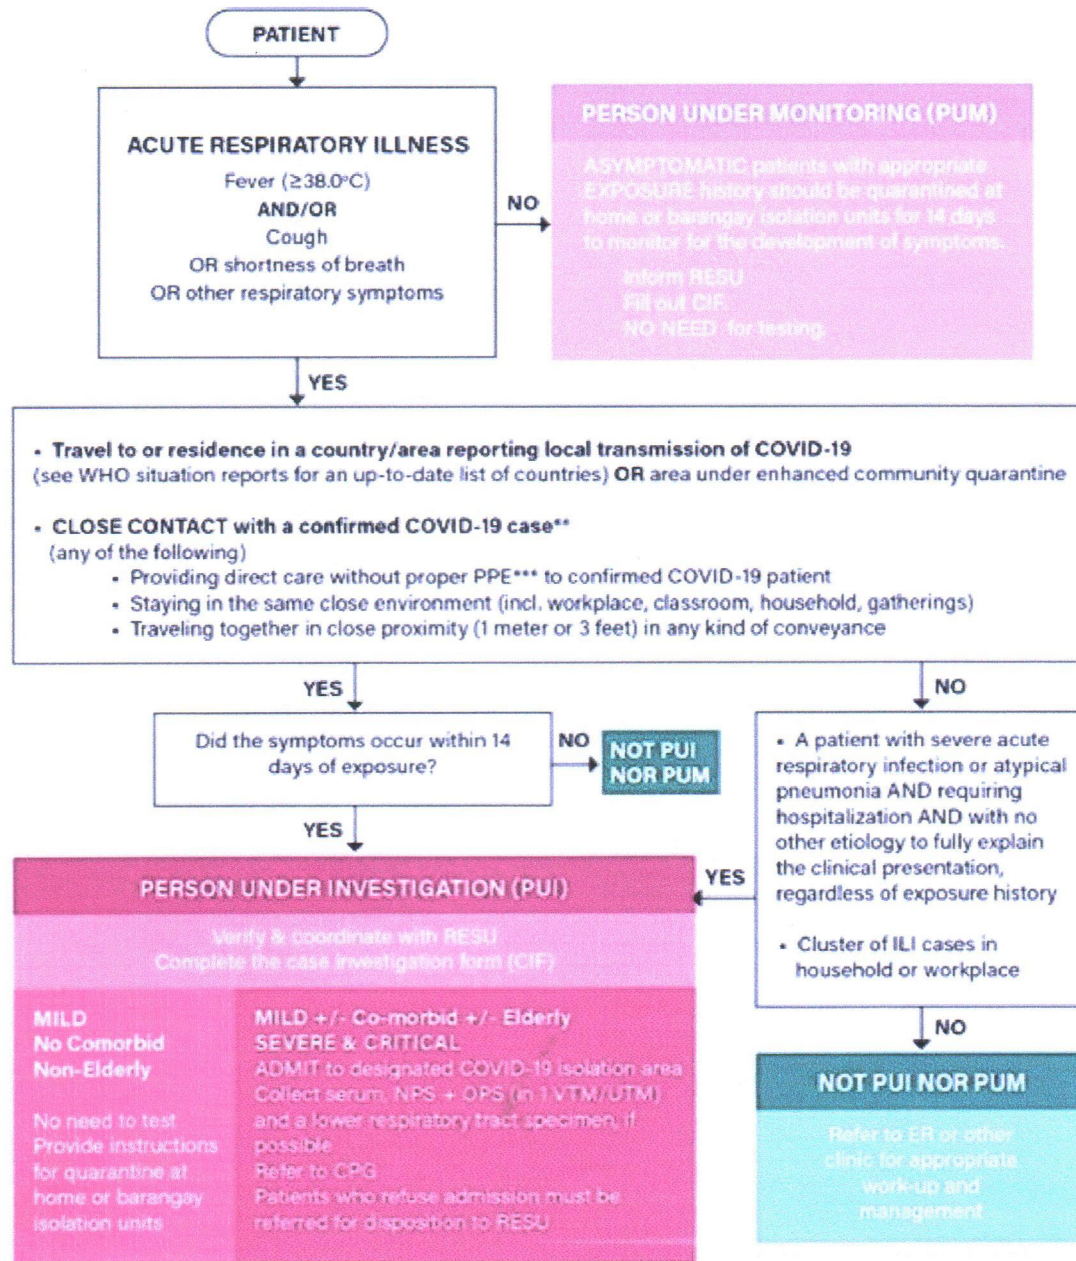 PATIENT
ACUTE RESPIRATORY ILLNESS
Fever (≥38.0°C)
AND/OR
Cough
OR shortness of breath
OR other respiratory symptoms
NO
PERSON UNDER MONITORING (PUM)
ASYMPTOMATIC patients with appropriate
EXPOSURE history should be quarantined at
home or barangay isolation units for 14 days
to monitor for the development of symptoms.
Inform RESU
Fill out CIF.
NO NEED for testing.
YES
• Travel to or residence in a country/area reporting local transmission of COVID-19
(see WHO situation reports for an up-to-date list of countries) OR area under enhanced community quarantine
• CLOSE CONTACT with a confirmed COVID-19 case**
(any of the following)
• Providing direct care without proper PPE*** to confirmed COVID-19 patient
• Staying in the same close environment (incl. workplace, classroom, household, gatherings)
• Traveling together in close proximity (1 meter or 3 feet) in any kind of conveyance
YES
NO
Did the symptoms occur within 14
days of exposure?
NO
NOT PUI
NOR PUM
• A patient with severe acute
respiratory infection or atypical
pneumonia AND requiring
hospitalization AND with no
other etiology to fully explain
the clinical presentation,
regardless of exposure history
• Cluster of ILI cases in
household or workplace
YES
YES
PERSON UNDER INVESTIGATION (PUI)
Verify & coordinate with RESU
Complete the case investigation form (CIF)
MILD
No Comorbid
Non-Elderly
No need to test
Provide instructions
for quarantine at
home or barangay
isolation units
MILD +/- Co-morbid +/- Elderly
SEVERE & CRITICAL
ADMIT to designated COVID-19 isolation area
Collect serum, NPS + OPS (in 1 VTM/UTM)
and a lower respiratory tract specimen, if
possible
Refer to CPG
Patients who refuse admission must be
referred for disposition to RESU
NO
NOT PUI NOR PUM
Refer to ER or other
clinic for appropriate
work-up and
management